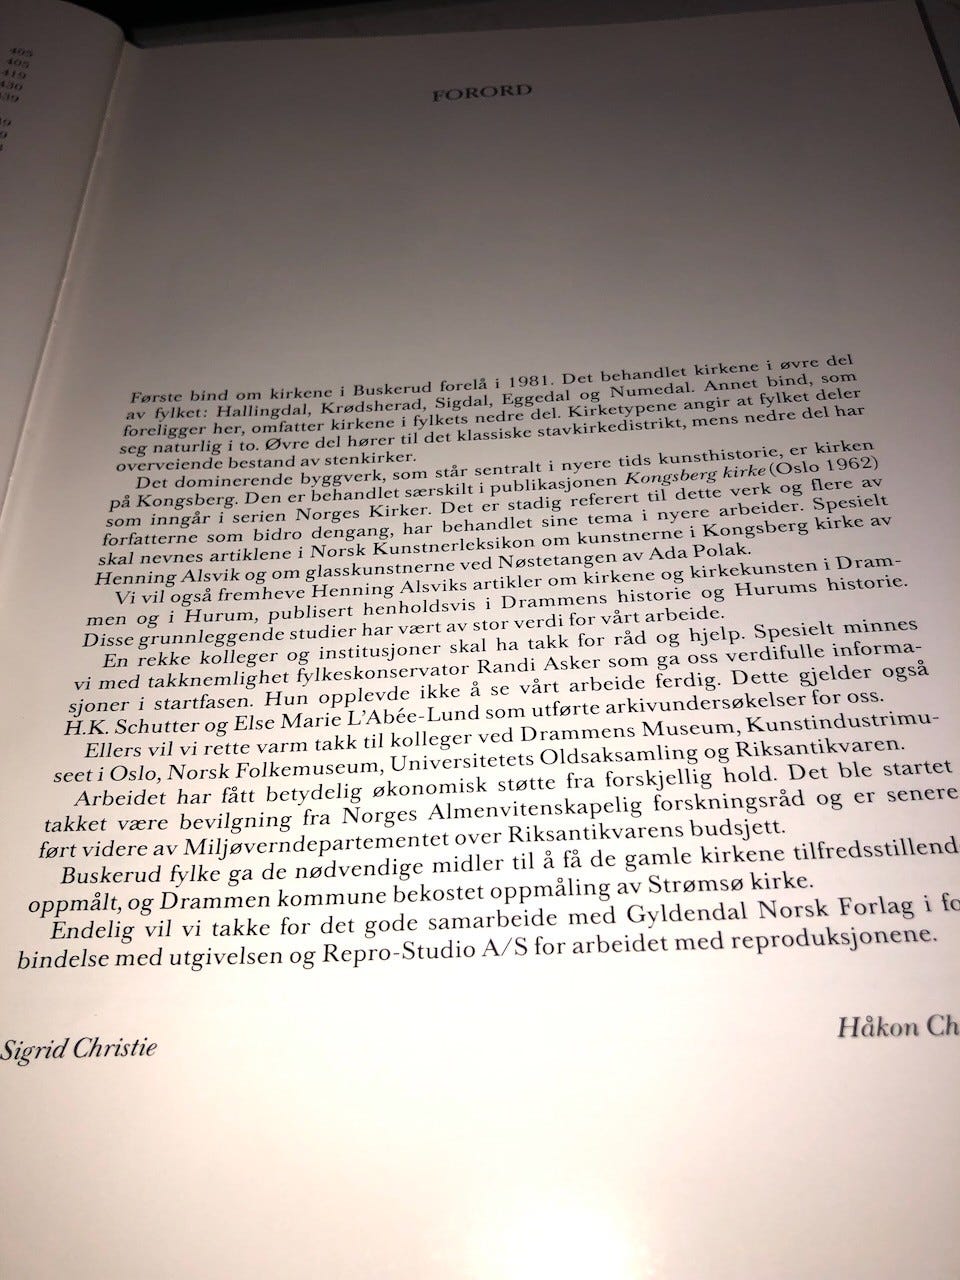 405
405
419
430
439
FORORD
Første bind om kirkene i Buskerud forelå i 1981. Det behandlet kirkene i øvre del
av fylket: Hallingdal, Krødsherad, Sigdal, Eggedal og Numedal. Annet bind, som
foreligger her, omfatter kirkene i fylkets nedre del. Kirketypene angir at fylket deler
seg naturlig i to. Øvre del hører til det klassiske stavkirkedistrikt, mens nedre del har
overveiende bestand av stenkirker.
Det dominerende byggverk, som står sentralt i nyere tids kunsthistorie, er kirken
på Kongsberg. Den er behandlet særskilt i publikasjonen Kongsberg kirke (Oslo 1962)
som inngår i serien Norges Kirker. Det er stadig referert til dette verk og flere av
forfatterne som bidro dengang, har behandlet sine tema i nyere arbeider. Spesielt
skal nevnes artiklene i Norsk Kunstnerleksikon om kunstnerne i Kongsberg kirke av
Henning Alsvik og om glasskunstnerne ved Nøstetangen av Ada Polak.
Vi vil også fremheve Henning Alsviks artikler om kirkene og kirkekunsten i Dram-
men og i Hurum, publisert henholdsvis i Drammens historie og Hurums historie.
Disse grunnleggende studier har vært av stor verdi for vårt arbeide.
En rekke kolleger og institusjoner skal ha takk for råd og hjelp. Spesielt minnes
vi med takknemlighet fylkeskonservator Randi Asker som ga oss verdifulle informa-
sjoner i startfasen. Hun opplevde ikke å se vårt arbeide ferdig. Dette gjelder også
H.K. Schutter og Else Marie L'Abée-Lund som utførte arkivundersøkelser for oss.
Ellers vil vi rette varm takk til kolleger ved Drammens Museum, Kunstindustrimu-
seet i Oslo, Norsk Folkemuseum, Universitetets Oldsaksamling og Riksantikvaren.
Arbeidet har fått betydelig økonomisk støtte fra forskjellig hold. Det ble startet
takket være bevilgning fra Norges Almenvitenskapelig forskningsråd og er senere
ført videre av Miljøverndepartementet over Riksantikvarens budsjett.
Buskerud fylke ga de nødvendige midler til å få de gamle kirkene tilfredsstillend
oppmålt, og Drammen kommune bekostet oppmåling av Strømsø kirke.
Endelig vil vi takke for det gode samarbeide med Gyldendal Norsk Forlag i fo
bindelse med utgivelsen og Repro-Studio A/S for arbeidet med reproduksjonene.
Sigrid Christie
Håkon Ch